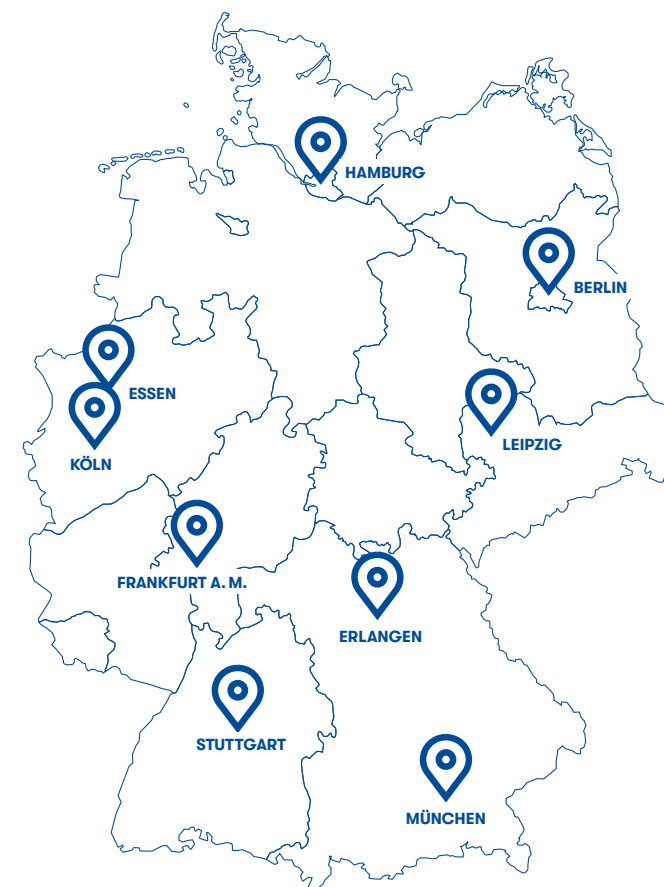 HAMBURG
BERLIN
ESSEN
LEIPZIG
KÖLN
FRANKFURT A. M.
ERLANGEN
STUTTGART
MÜNCHEN